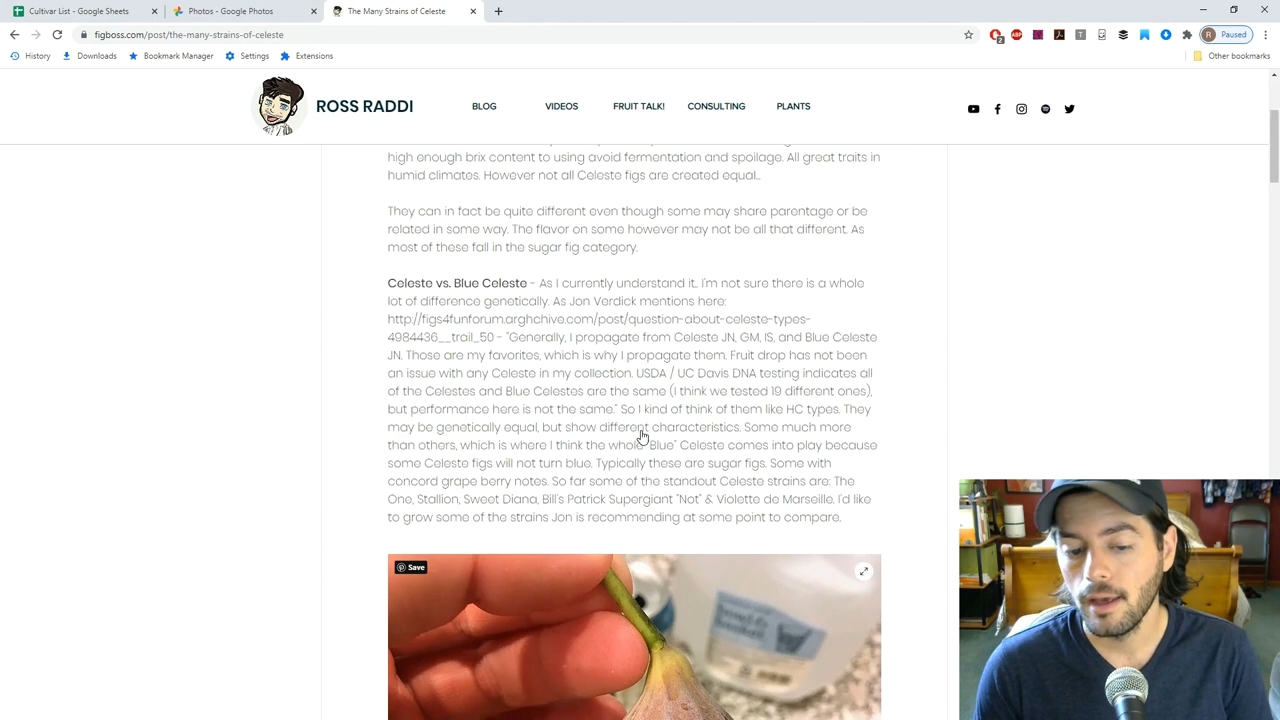 Cultivar List - Google Sheets
Photos - Google Photos
The Many Strains of Celeste
figboss.com/post/the-many-strains-of-celeste
2
ABP
R Paused
History
Downloads
Bookmark Manager
Settings
Extensions
Other bookmarks
ROSS RADDI
BLOG
VIDEOS
FRUIT TALK!
CONSULTING
PLANTS
high enough brix content to using avoid fermentation and spoilage. All great traits in
humid climates. However not all Celeste figs are created equal...
They can in fact be quite different even though some may share parentage or be
related in some way. The flavor on some however may not be all that different. As
most of these fall in the sugar fig category.
Celeste vs. Blue Celeste - As I currently understand it.. I'm not sure there is a whole
lot of difference genetically. As Jon Verdick mentions here:
http://figs4funforum.arghchive.com/post/question-about-celeste-types-
4984436__trail_50 - "Generally, I propagate from Celeste JN, GM, IS, and Blue Celeste
JN. Those are my favorites, which is why I propagate them. Fruit drop has not been
an issue with any Celeste in my collection. USDA / UC Davis DNA testing indicates all
of the Celestes and Blue Celestes are the same (I think we tested 19 different ones),
but performance here is not the same." So I kind of think of them like HC types. They
may be genetically equal, but show different characteristics. Some much more
than others, which is where I think the whole "Blue" Celeste comes into play because
some Celeste figs will not turn blue. Typically these are sugar figs. Some with
concord grape berry notes. So far some of the standout Celeste strains are: The
One, Stallion, Sweet Diana, Bill's Patrick Supergiant "Not" & Violette de Marseille. I'd like
to grow some of the strains Jon is recommending at some point to compare.
Save